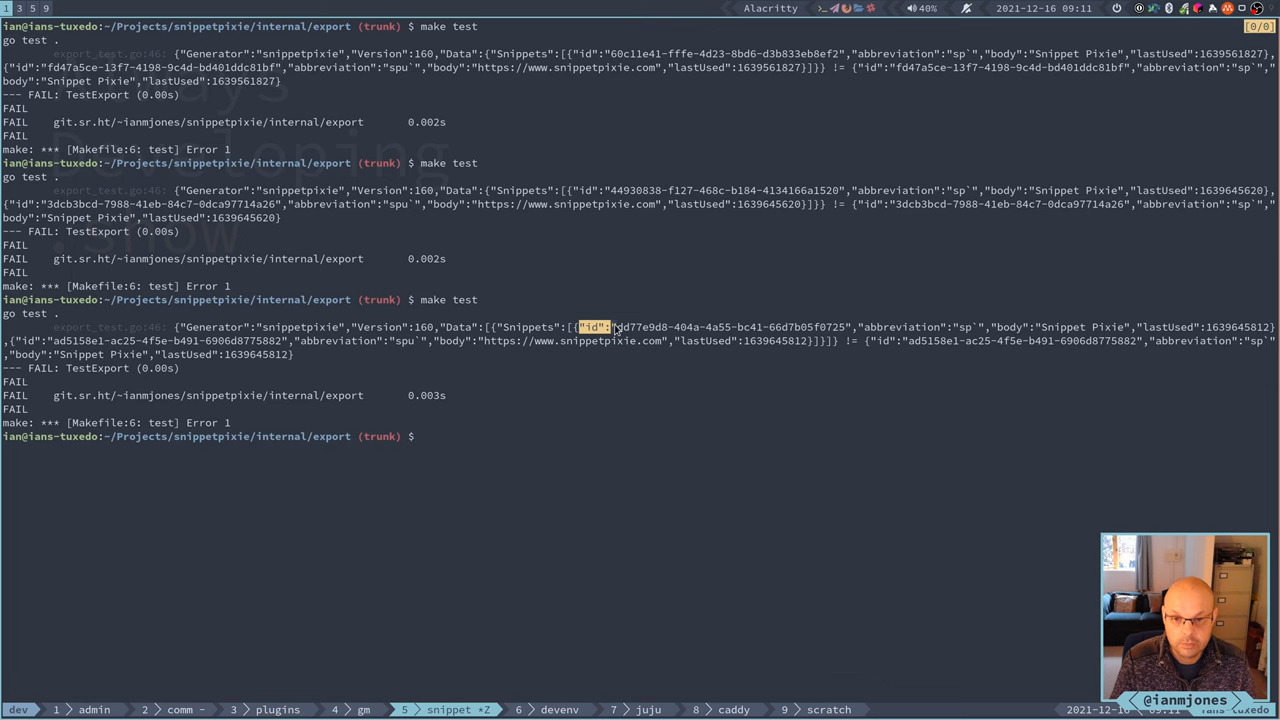 1 3 5 9 Alacritty 40% 2021-12-16 09:11
ian@ians-tuxedo:~/Projects/snippetpixie/internal/export (trunk) $ make test [0/0]
go test .
export_test.go:46: {"Generator":"snippetpixie","Version":160,"Data":{"Snippets":[{"id":"60c11e41-fffe-4d23-8bd6-d3b833eb8ef2","abbreviation":"sp`","body":"Snippet Pixie","lastUsed":1639561827},
{"id":"fd47a5ce-13f7-4198-9c4d-bd401ddc81bf","abbreviation":"spu`","body":"https://www.snippetpixie.com","lastUsed":1639561827}]}} != {"id":"fd47a5ce-13f7-4198-9c4d-bd401ddc81bf","abbreviation":"sp`","
body":"Snippet Pixie","lastUsed":1639561827}
--- FAIL: TestExport (0.00s)
FAIL
FAIL git.sr.ht/~ianmjones/snippetpixie/internal/export 0.002s
FAIL
make: *** [Makefile:6: test] Error 1
ian@ians-tuxedo:~/Projects/snippetpixie/internal/export (trunk) $ make test
go test .
export_test.go:46: {"Generator":"snippetpixie","Version":160,"Data":{"Snippets":[{"id":"44930838-f127-468c-b184-4134166a1520","abbreviation":"sp`","body":"Snippet Pixie","lastUsed":1639645620},
{"id":"3dcb3bcd-7988-41eb-84c7-0dca97714a26","abbreviation":"spu`","body":"https://www.snippetpixie.com","lastUsed":1639645620}]}} != {"id":"3dcb3bcd-7988-41eb-84c7-0dca97714a26","abbreviation":"sp`","
body":"Snippet Pixie","lastUsed":1639645620}
--- FAIL: TestExport (0.00s)
FAIL
FAIL git.sr.ht/~ianmjones/snippetpixie/internal/export 0.002s
FAIL
make: *** [Makefile:6: test] Error 1
ian@ians-tuxedo:~/Projects/snippetpixie/internal/export (trunk) $ make test
go test .
export_test.go:46: {"Generator":"snippetpixie","Version":160,"Data":[{"Snippets":[{"id":"dd77e9d8-404a-4a55-bc41-66d7b05f0725","abbreviation":"sp`","body":"Snippet Pixie","lastUsed":1639645812}
,{"id":"ad5158e1-ac25-4f5e-b491-6906d8775882","abbreviation":"spu`","body":"https://www.snippetpixie.com","lastUsed":1639645812}]}]} != {"id":"ad5158e1-ac25-4f5e-b491-6906d8775882","abbreviation":"sp`"
,"body":"Snippet Pixie","lastUsed":1639645812}
--- FAIL: TestExport (0.00s)
FAIL
FAIL git.sr.ht/~ianmjones/snippetpixie/internal/export 0.003s
FAIL
make: *** [Makefile:6: test] Error 1
ian@ians-tuxedo:~/Projects/snippetpixie/internal/export (trunk) $
Developing
.show
@ianmjones
dev 1 admin 2 comm - 3 plugins 4 gm 5 snippet *Z 6 devenv 7 juju 8 caddy 9 scratch